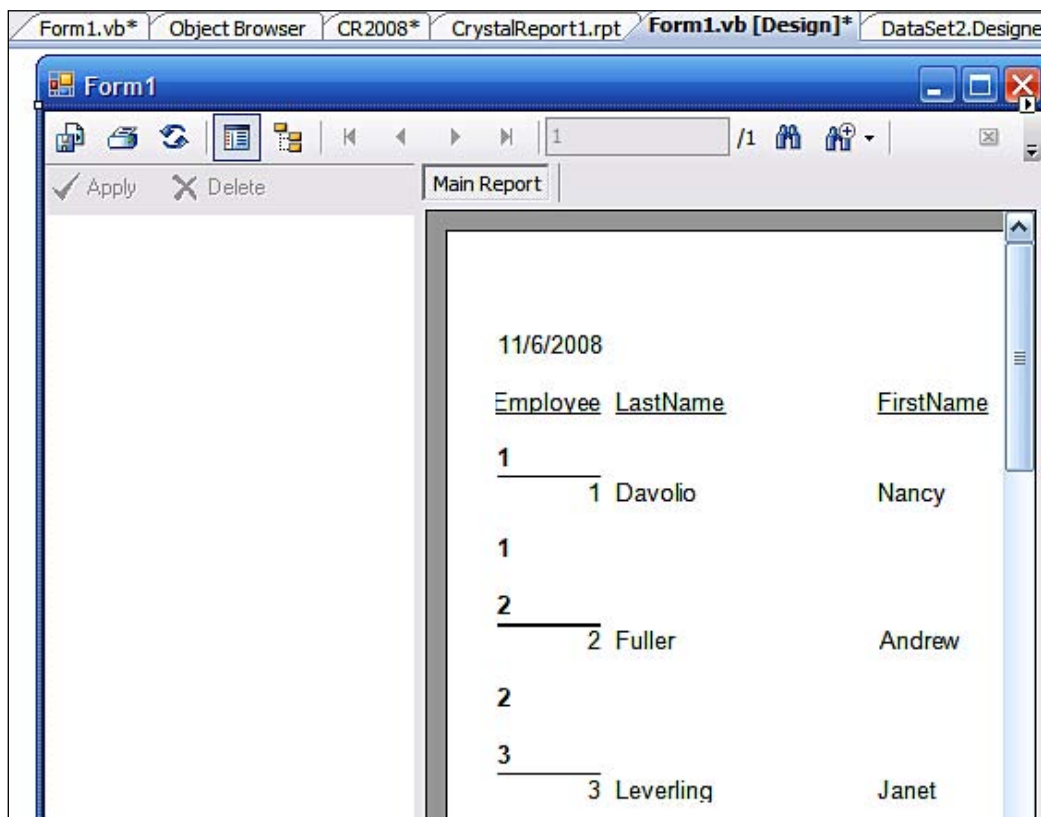 Form1.vb* Object Browser CR2008* CrystalReport1.rpt Form1.vb [Design]* DataSet2.Designe
Form1
1 /1
Apply Delete Main Report
11/6/2008
Employee LastName FirstName
1
1 Davolio Nancy
1
2
2 Fuller Andrew
2
3
3 Leverling Janet